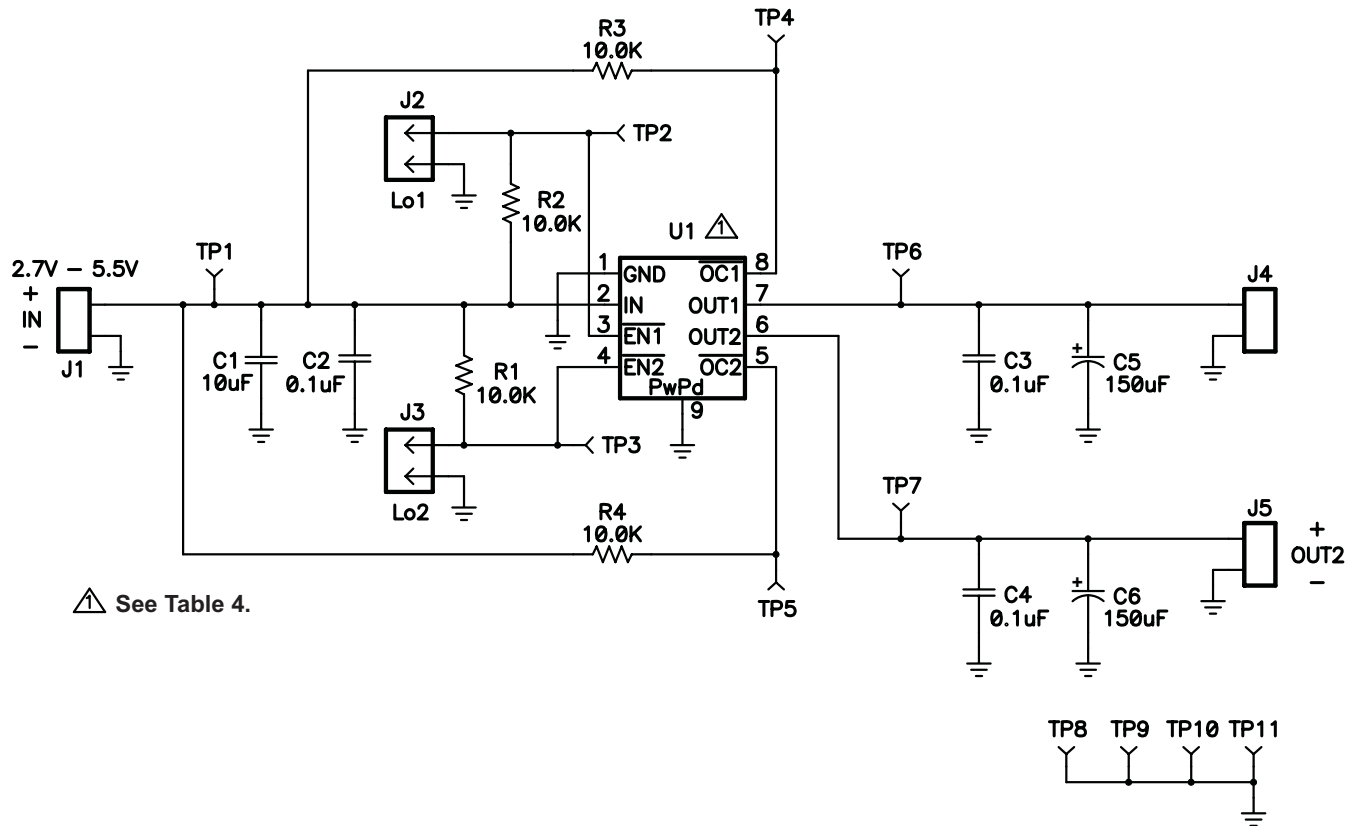 TP4
R3
10.0K
J2
TP2
Lo1
R2
10.0K
U1 1
TP1
2.7V – 5.5V
+
IN
–
J1
C1
10uF
C2
0.1uF
R1
10.0K
1 GND
2 IN
3 EN1
4 EN2
OC1 8
OUT1 7
OUT2 6
OC2 5
PwPd
9
TP6
J4
C3
0.1uF
+
C5
150uF
J3
TP3
Lo2
R4
10.0K
TP5
TP7
J5
+
OUT2
–
C4
0.1uF
+
C6
150uF
1 See Table 4.
TP8 TP9 TP10 TP11